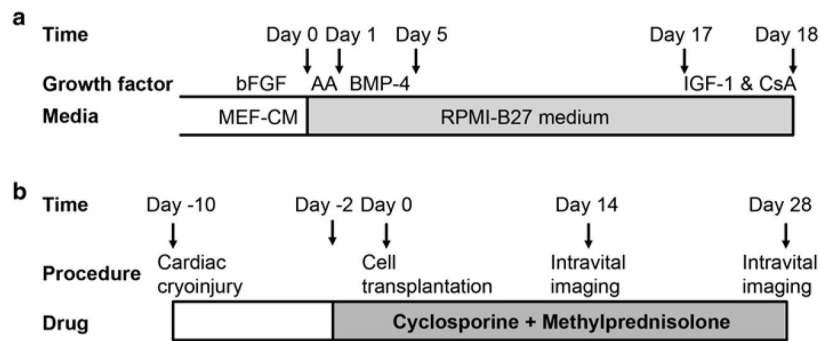 a
Time Day 0 Day 1 Day 5 Day 17 Day 18
Growth factor bFGF AA BMP-4 IGF-1 & CsA
Media MEF-CM RPMI-B27 medium
b
Time Day -10 Day -2 Day 0 Day 14 Day 28
Procedure Cardiac cryoinjury Cell transplantation Intravital imaging Intravital imaging
Drug Cyclosporine + Methylprednisolone